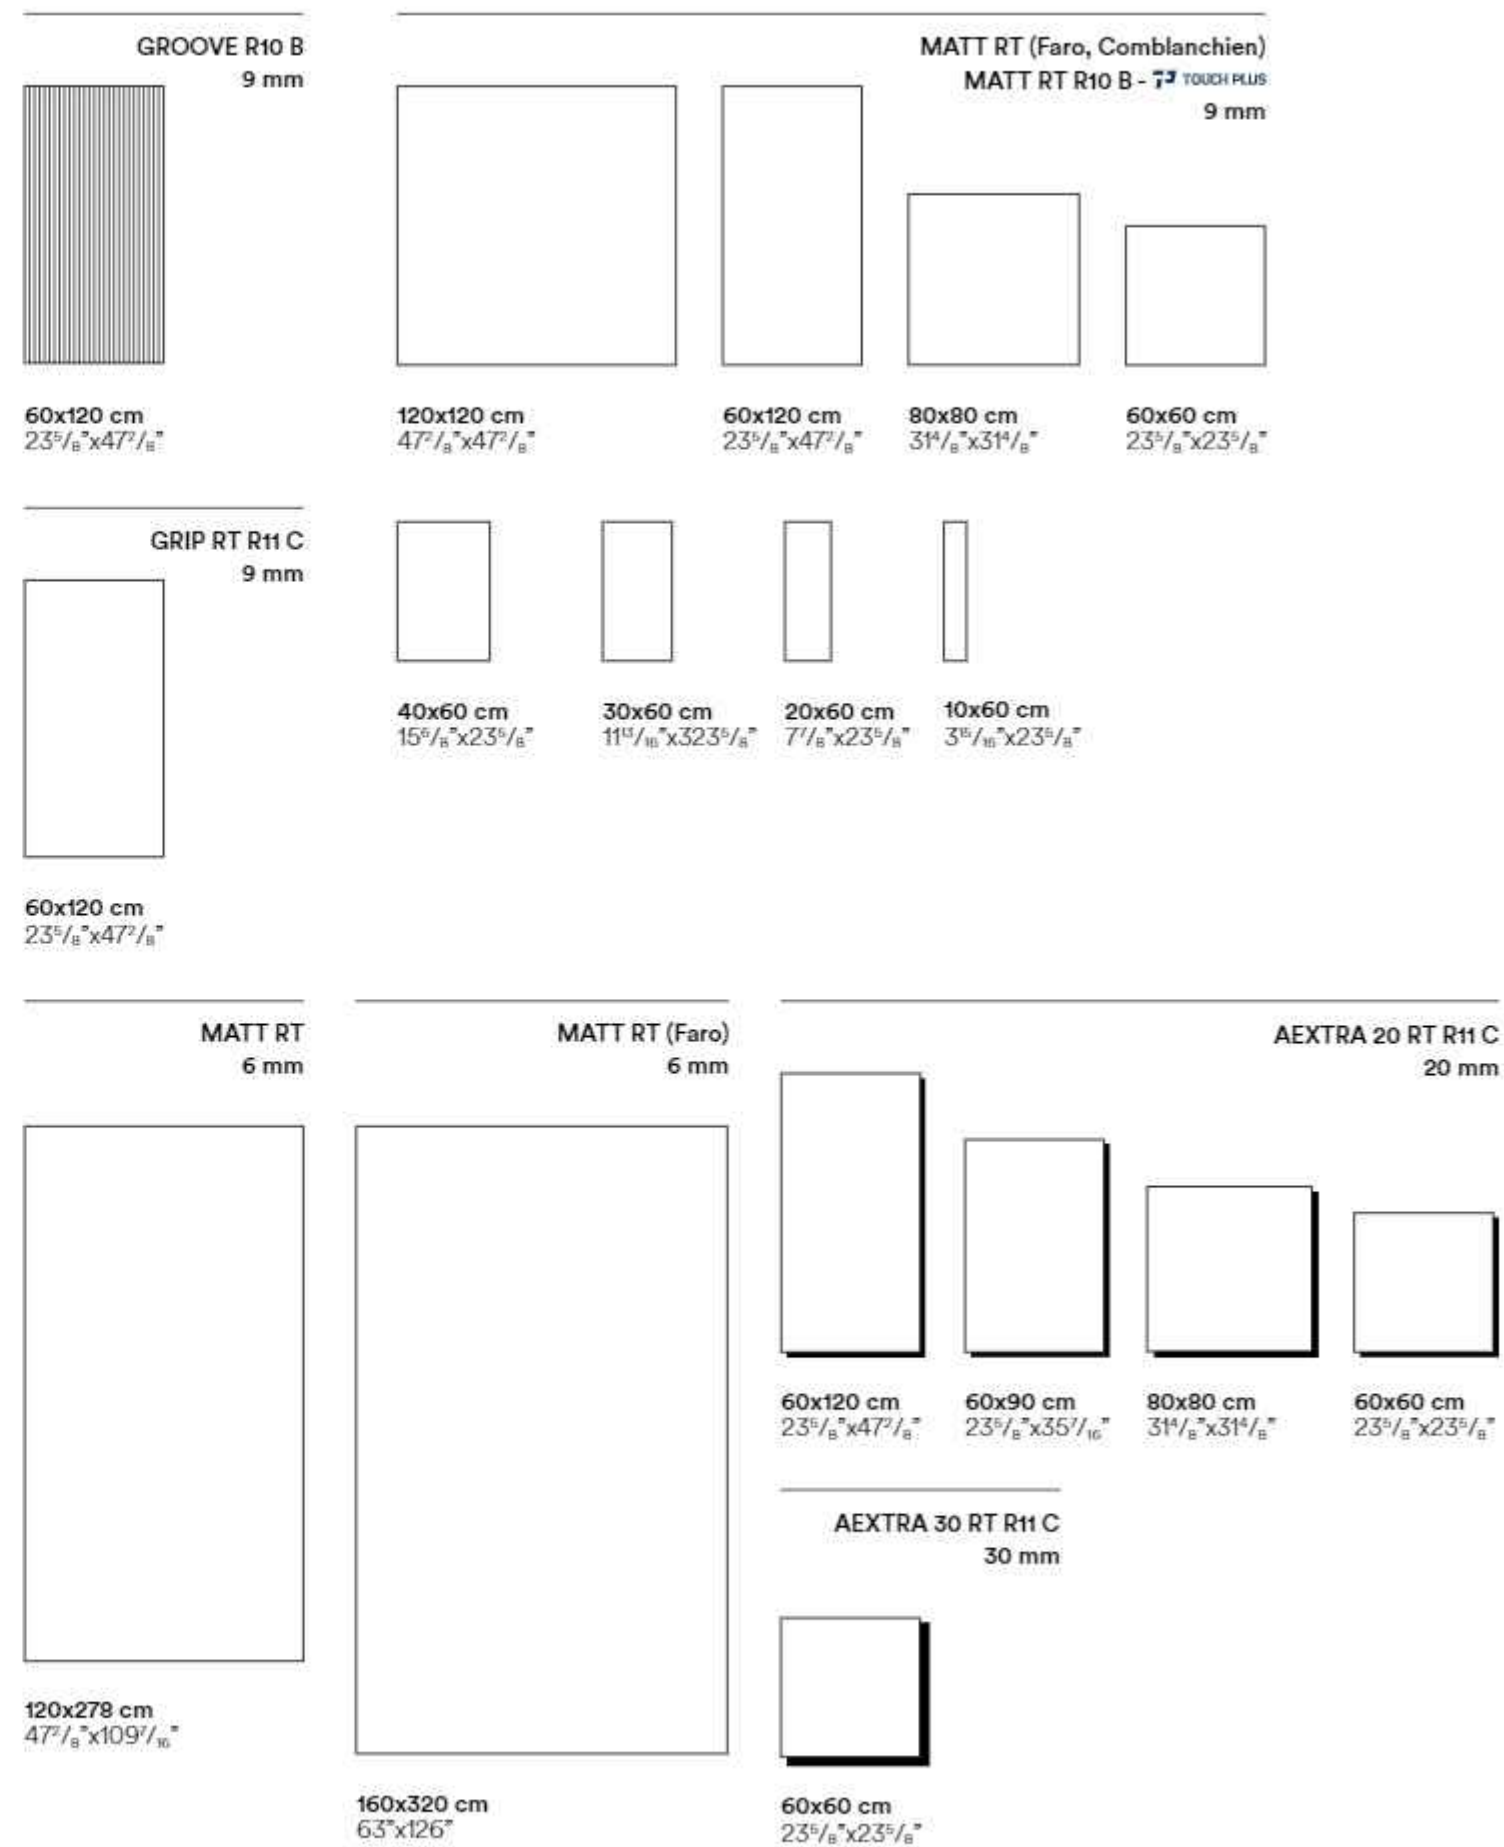 GROOVE R10 B
9 mm
60x120 cm
23⁵/₈"x47²/₈"
MATT RT (Faro, Comblanchien)
MATT RT R10 B - TOUCH PLUS
9 mm
120x120 cm
47²/₈"x47²/₈"
60x120 cm
23⁵/₈"x47²/₈"
80x80 cm
31⁴/₈"x31⁴/₈"
60x60 cm
23⁵/₈"x23⁵/₈"
40x60 cm
15⁶/₈"x23⁵/₈"
30x60 cm
11¹³/₁₆"x323⁵/₈"
20x60 cm
7⁷/₈"x23⁵/₈"
10x60 cm
3¹⁵/₁₆"x23⁵/₈"
GRIP RT R11 C
9 mm
60x120 cm
23⁵/₈"x47²/₈"
MATT RT
6 mm
120x278 cm
47²/₈"x109⁷/₁₆"
MATT RT (Faro)
6 mm
160x320 cm
63"x126"
AEXTRA 20 RT R11 C
20 mm
60x120 cm
23⁵/₈"x47²/₈"
60x90 cm
23⁵/₈"x35⁷/₁₆"
80x80 cm
31⁴/₈"x31⁴/₈"
60x60 cm
23⁵/₈"x23⁵/₈"
AEXTRA 30 RT R11 C
30 mm
60x60 cm
23⁵/₈"x23⁵/₈"